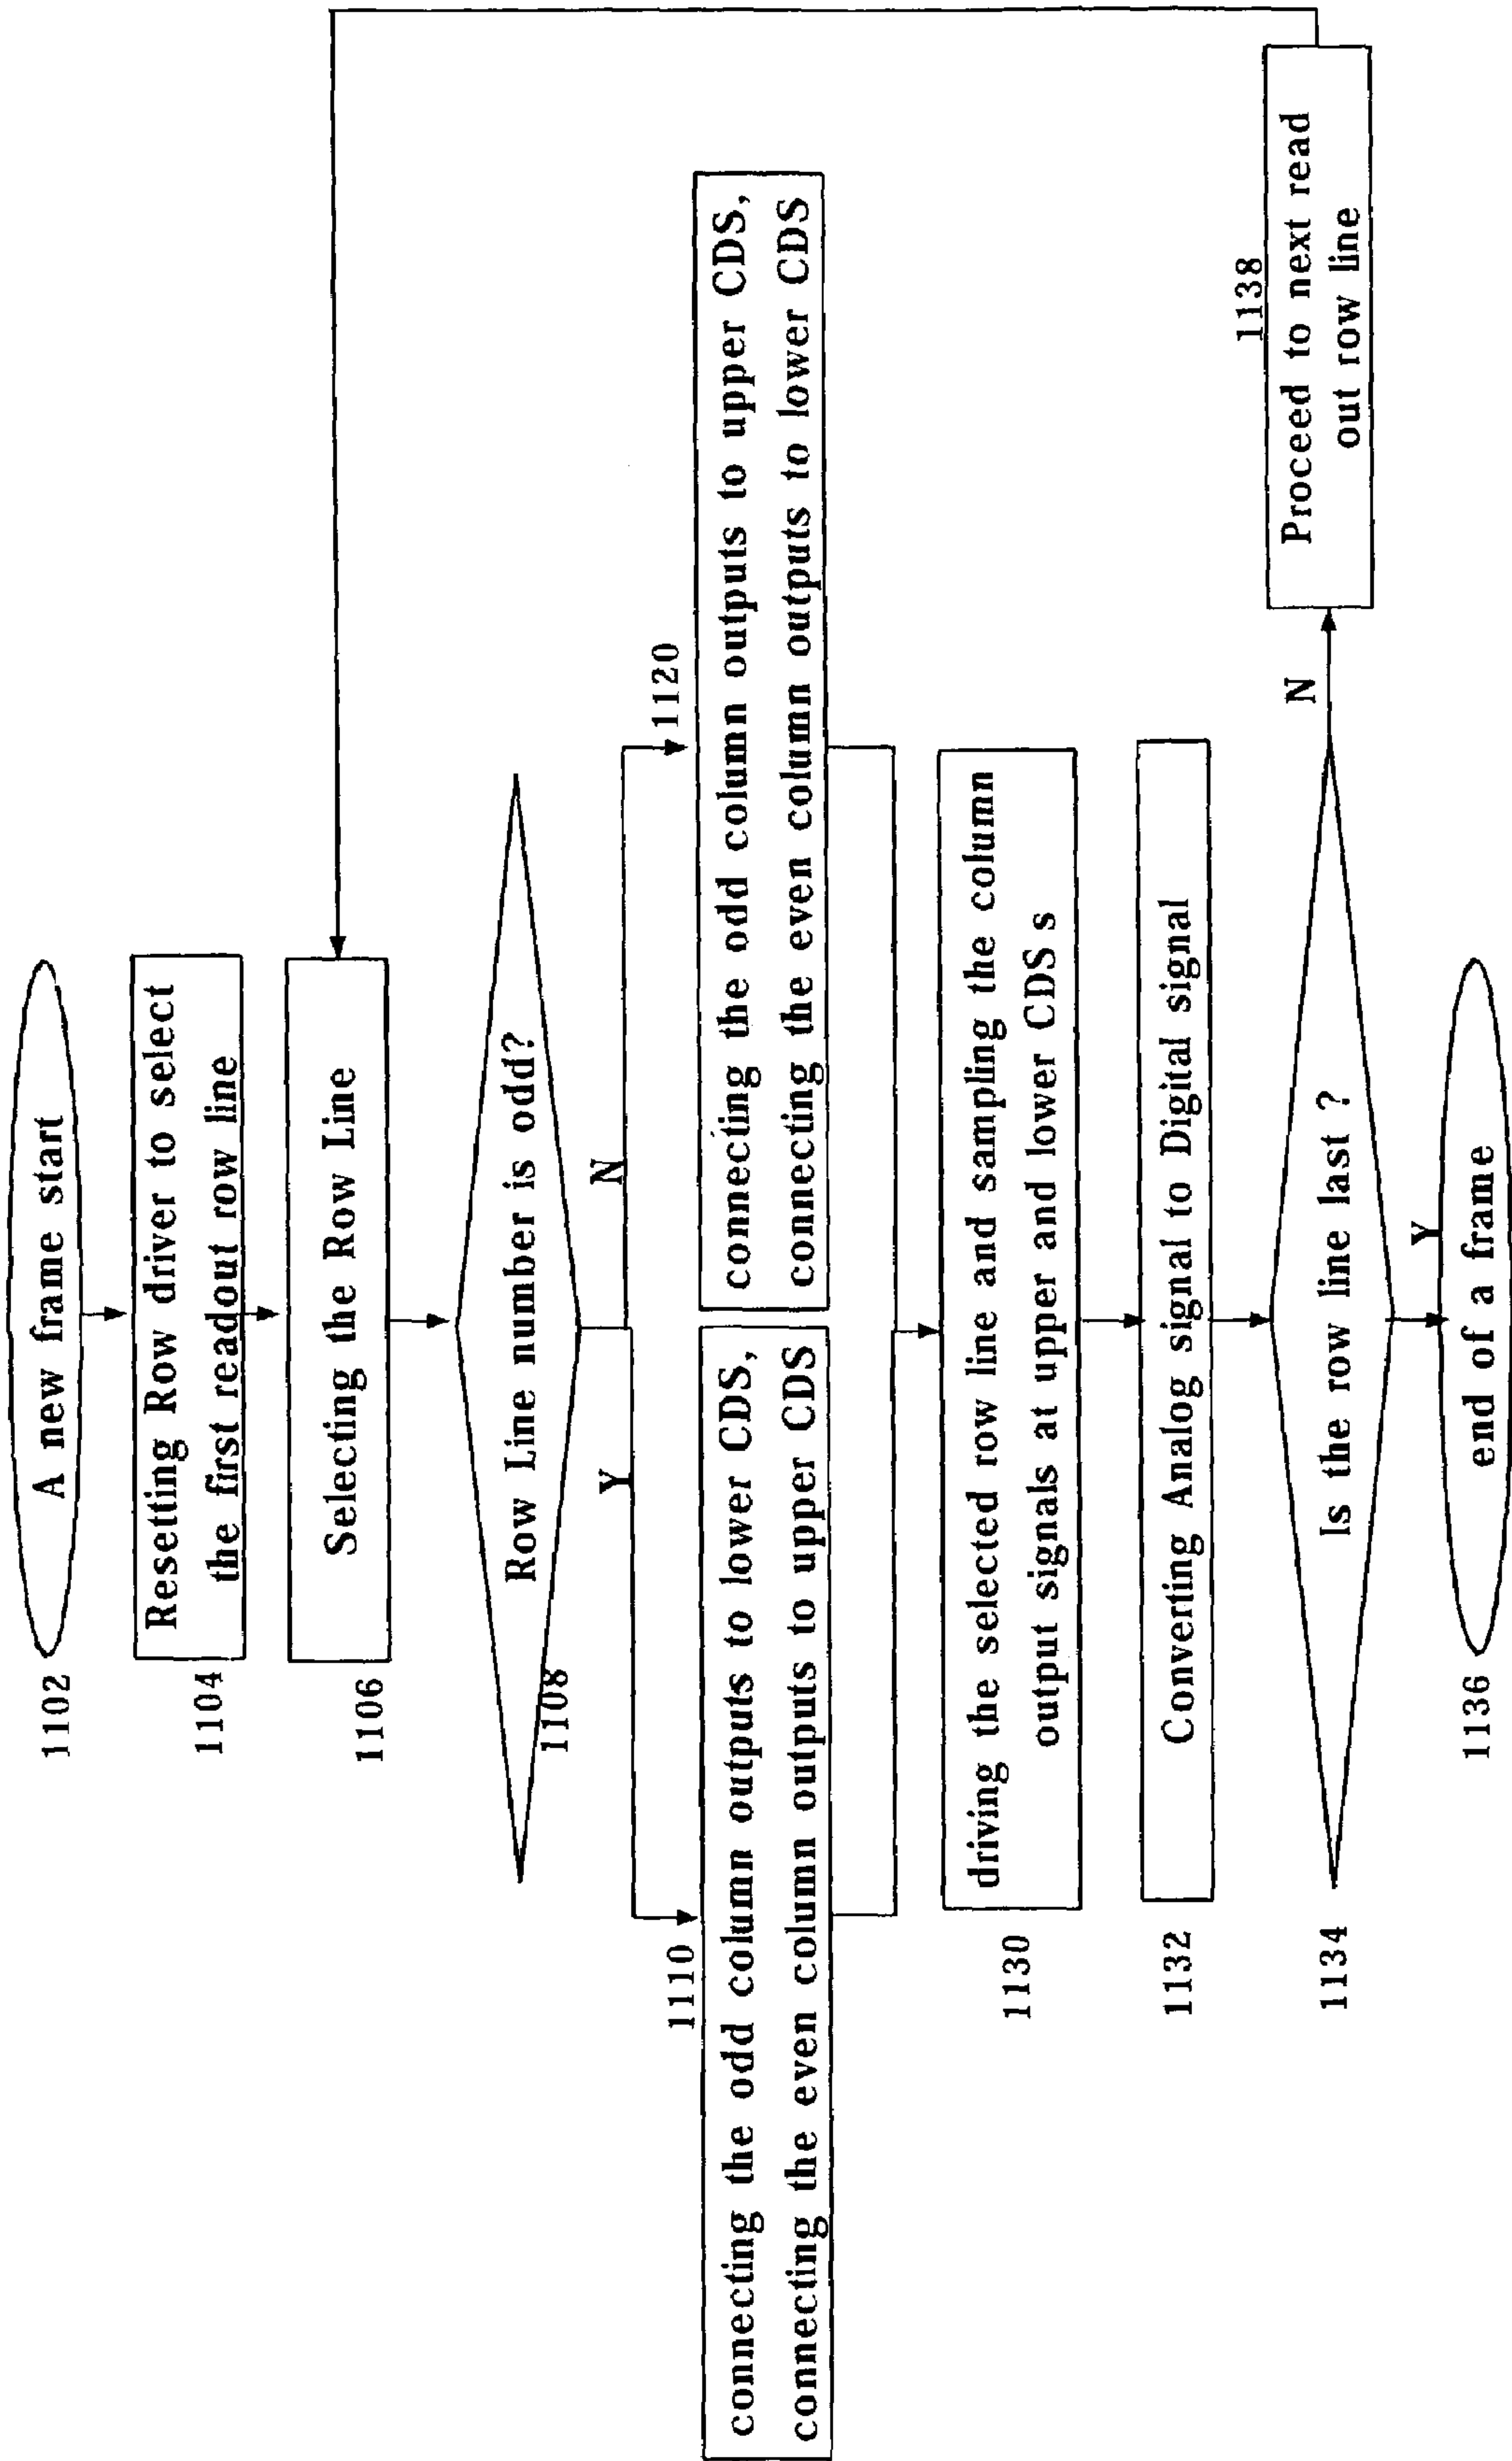 A new frame start
1102
Resetting Row driver to select
the first readout row line
1104
Selecting the Row Line
1106
Row Line number is odd?
1108
Y
N
1110
connecting the odd column outputs to lower CDS,
connecting the even column outputs to upper CDS
1120
connecting the odd column outputs to upper CDS,
connecting the even column outputs to lower CDS
driving the selected row line and sampling the column
output signals at upper and lower CDS s
1130
Converting Analog signal to Digital signal
1132
Is the row line last ?
1134
N
1138
Proceed to next read
out row line
Y
end of a frame
1136